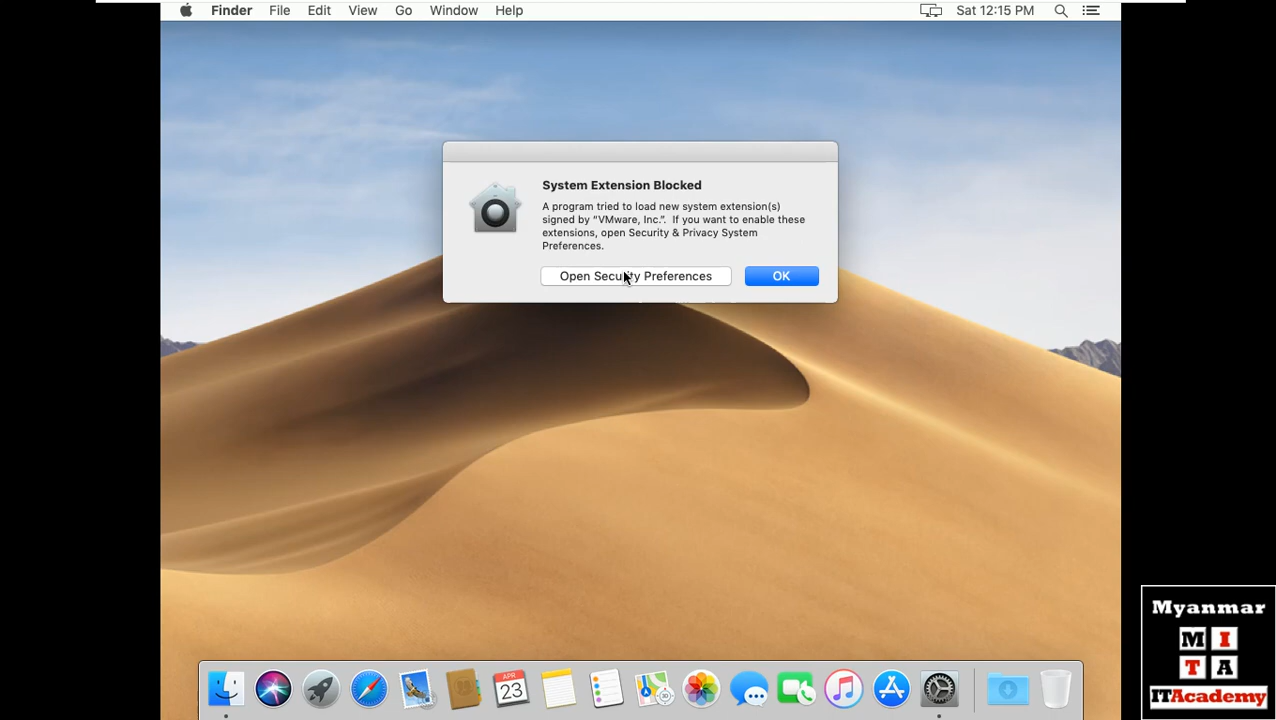 Finder File Edit View Go Window Help Sat 12:15 PM
System Extension Blocked
A program tried to load new system extension(s)
signed by “VMware, Inc.”. If you want to enable these
extensions, open Security & Privacy System
Preferences.
Open Security Preferences OK
APR
23
Myanmar
M I
T A
ITAcademy